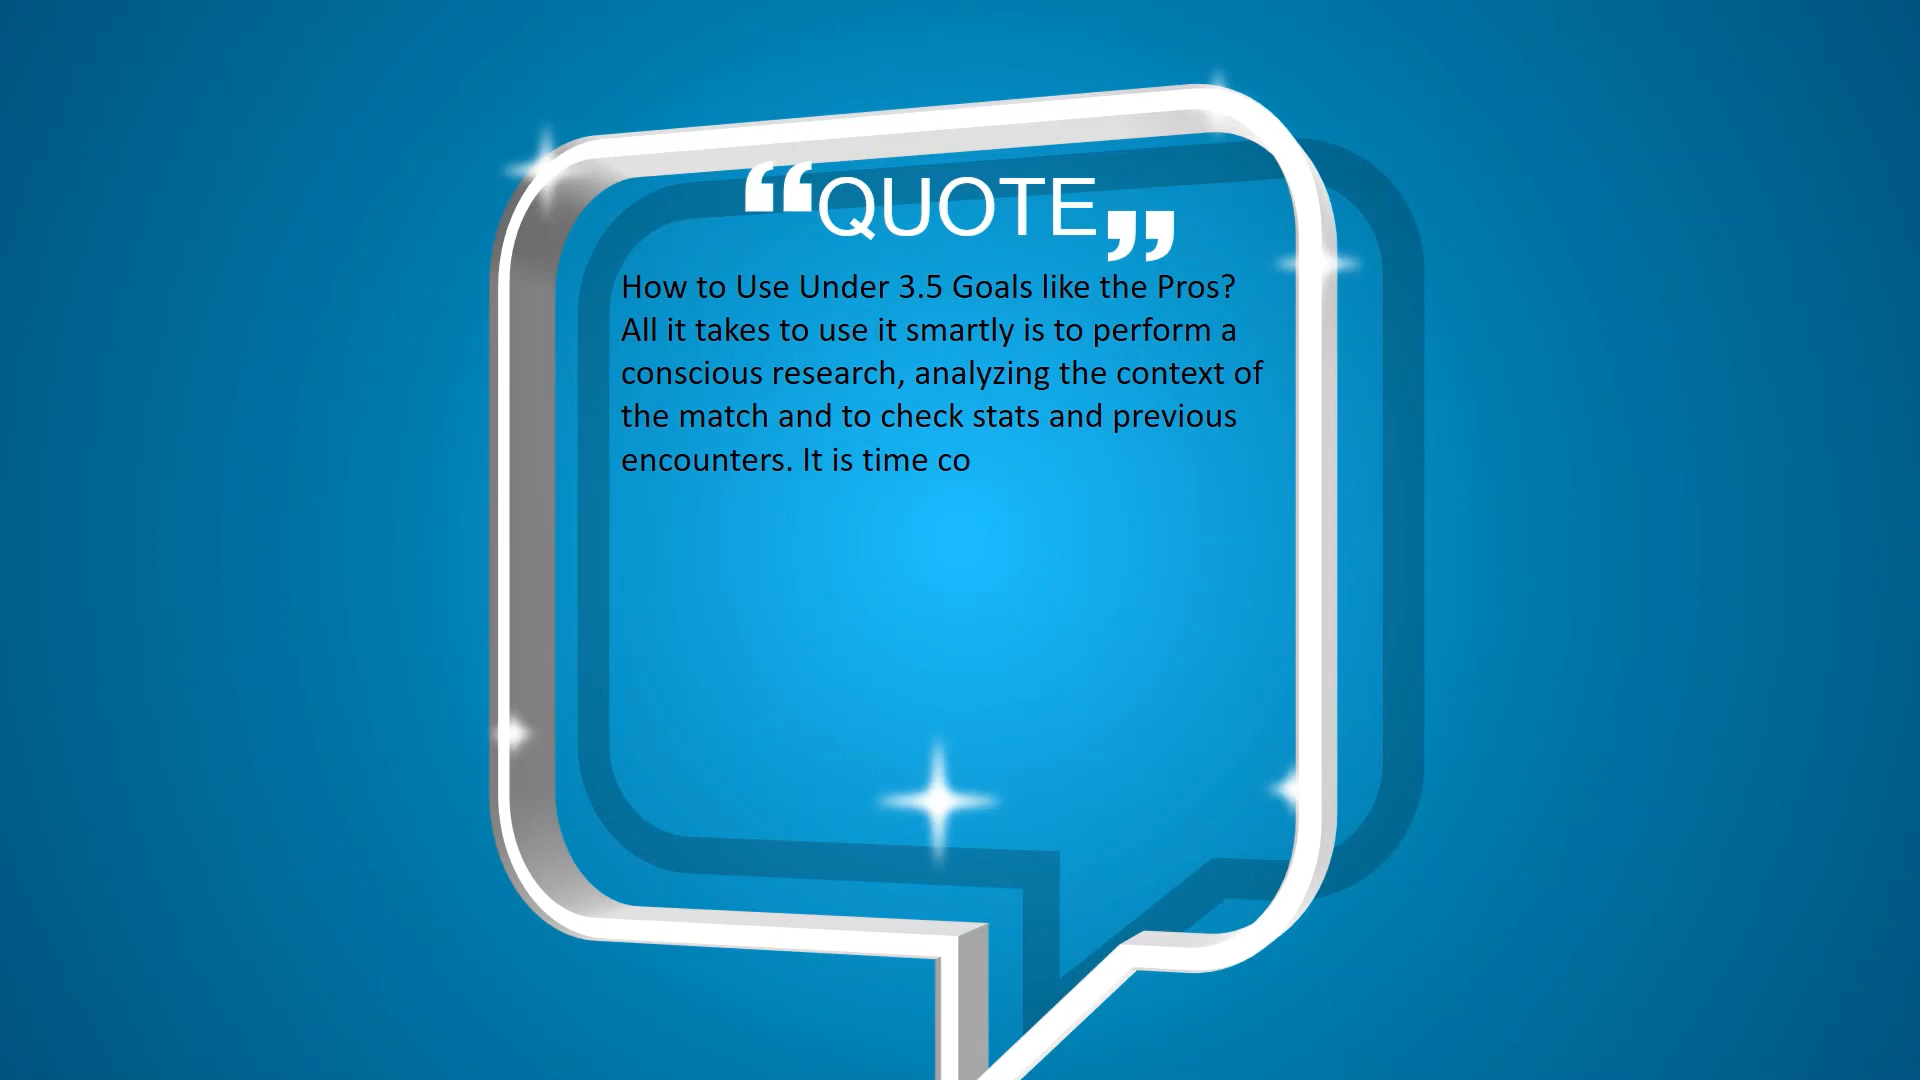 “QUOTE”
How to Use Under 3.5 Goals like the Pros?
All it takes to use it smartly is to perform a
conscious research, analyzing the context of
the match and to check stats and previous
encounters. It is time co